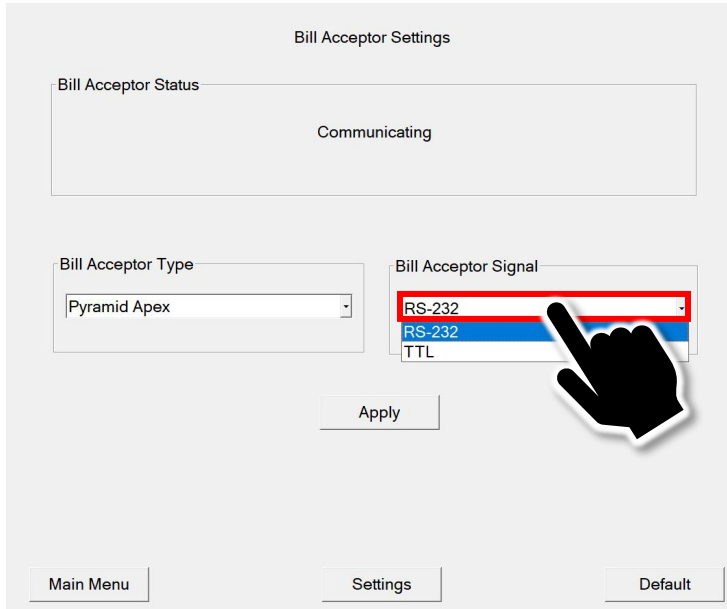 Bill Acceptor Settings
Bill Acceptor Status
Communicating
Bill Acceptor Type
Bill Acceptor Signal
Pyramid Apex
RS-232
RS-232
TTL
Apply
Main Menu
Settings
Default